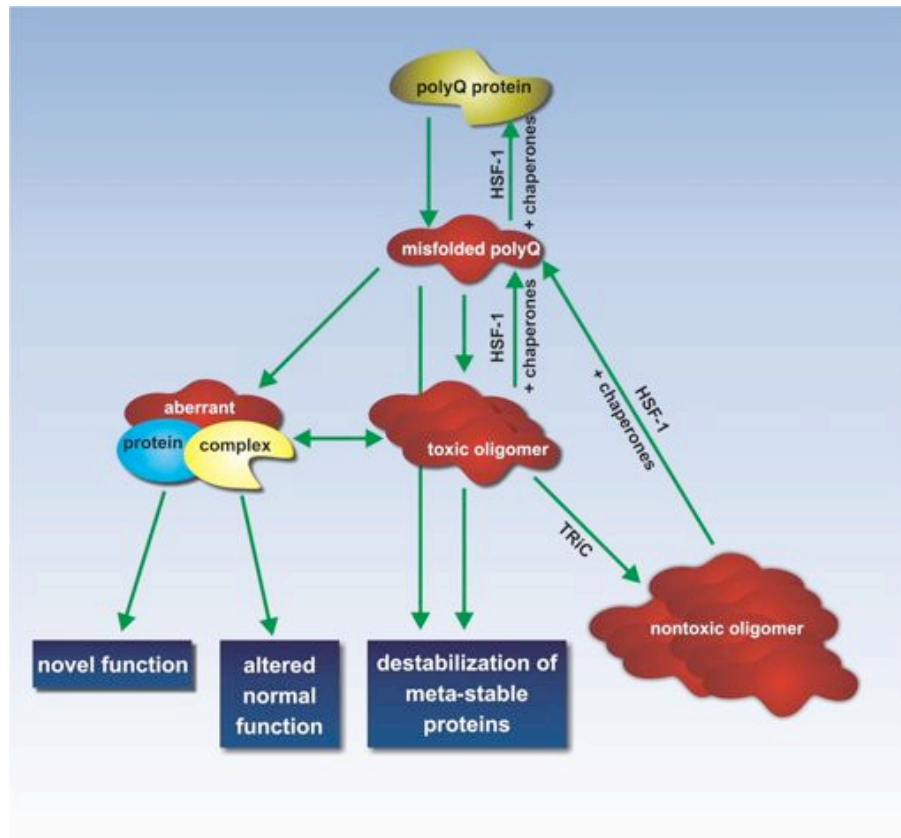 polyQ protein
HSF-1
+ chaperones
misfolded polyQ
HSF-1
+ chaperones
HSF-1
+ chaperones
aberrant
protein
complex
toxic oligomer
TRiC
nontoxic oligomer
novel function
altered
normal
function
destabilization of
meta-stable
proteins